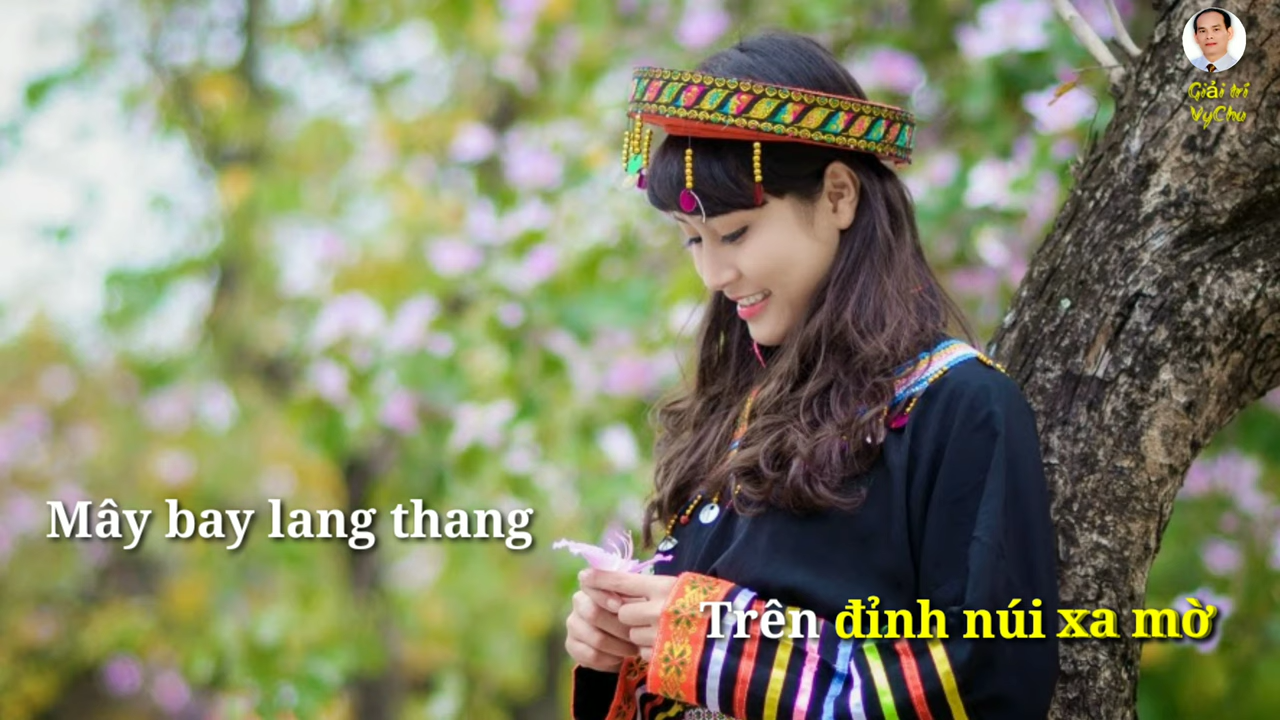 Giải trí
VyChu
Mây bay lang thang
Trên đỉnh núi xa mờ